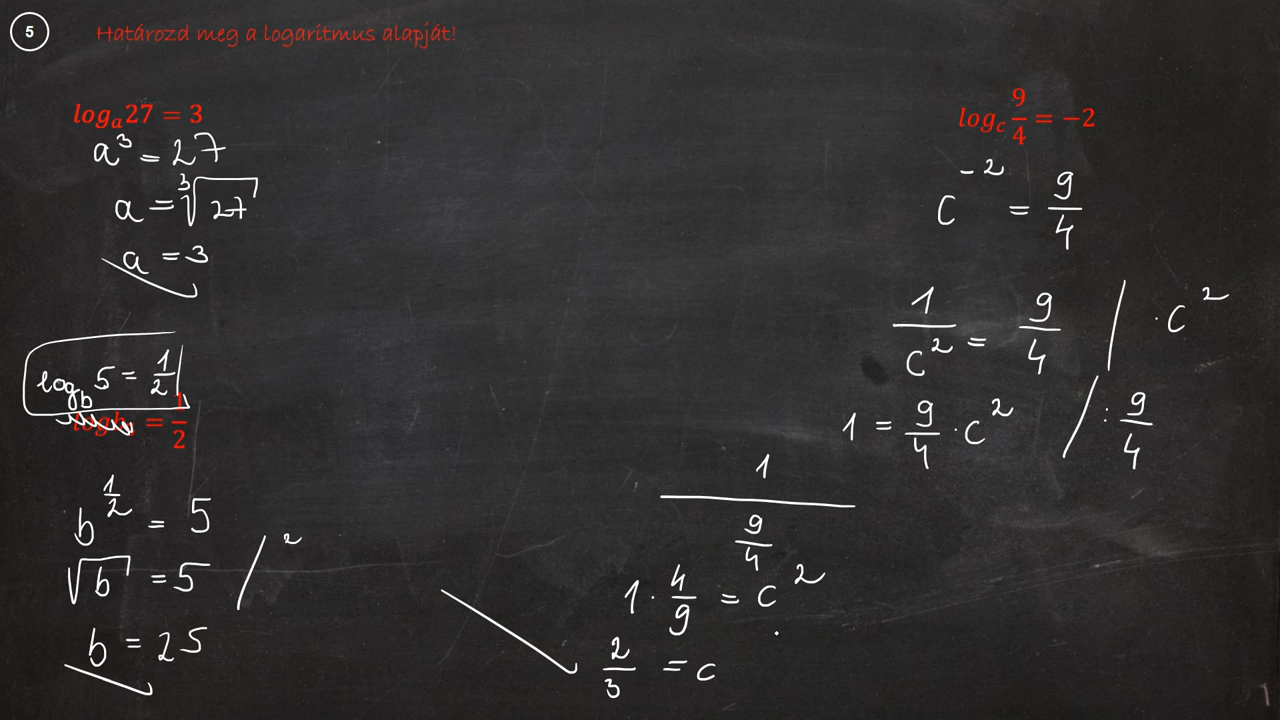 5
Határozd meg a logaritmus alapját!
log_a 27 = 3
a³ = 27
a = ∛27
a = 3
log_b 5 = 1/2
= 1/2
b^(1/2) = 5
√b = 5 / ²
b = 25
log_c 9/4 = −2
c^(-2) = 9/4
1/c² = 9/4 / · c²
1 = 9/4 · c² / : 9/4
1/(9/4)
1 · 4/9 = c²
2/3 = c